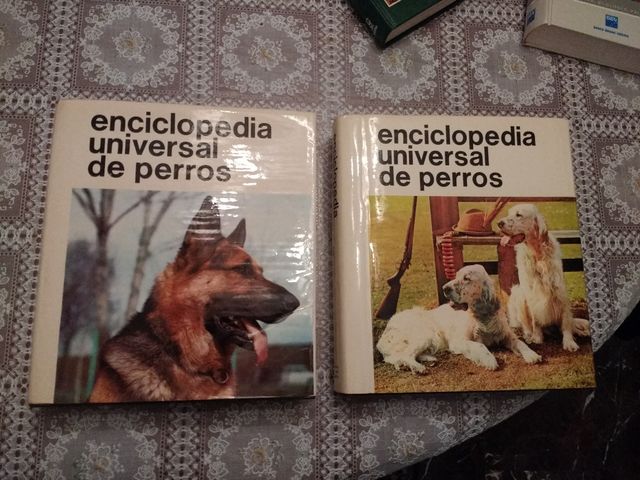 enciclopedia
universal
de perros
enciclopedia
universal
de perros